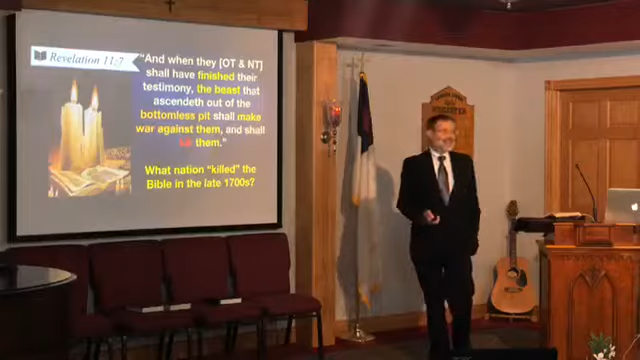 Revelation 11:7
"And when they [OT & NT]
shall have finished their
testimony, the beast that
ascendeth out of the
bottomless pit shall make
war against them, and shall
kill them."
What nation "killed" the
Bible in the late 1700s?